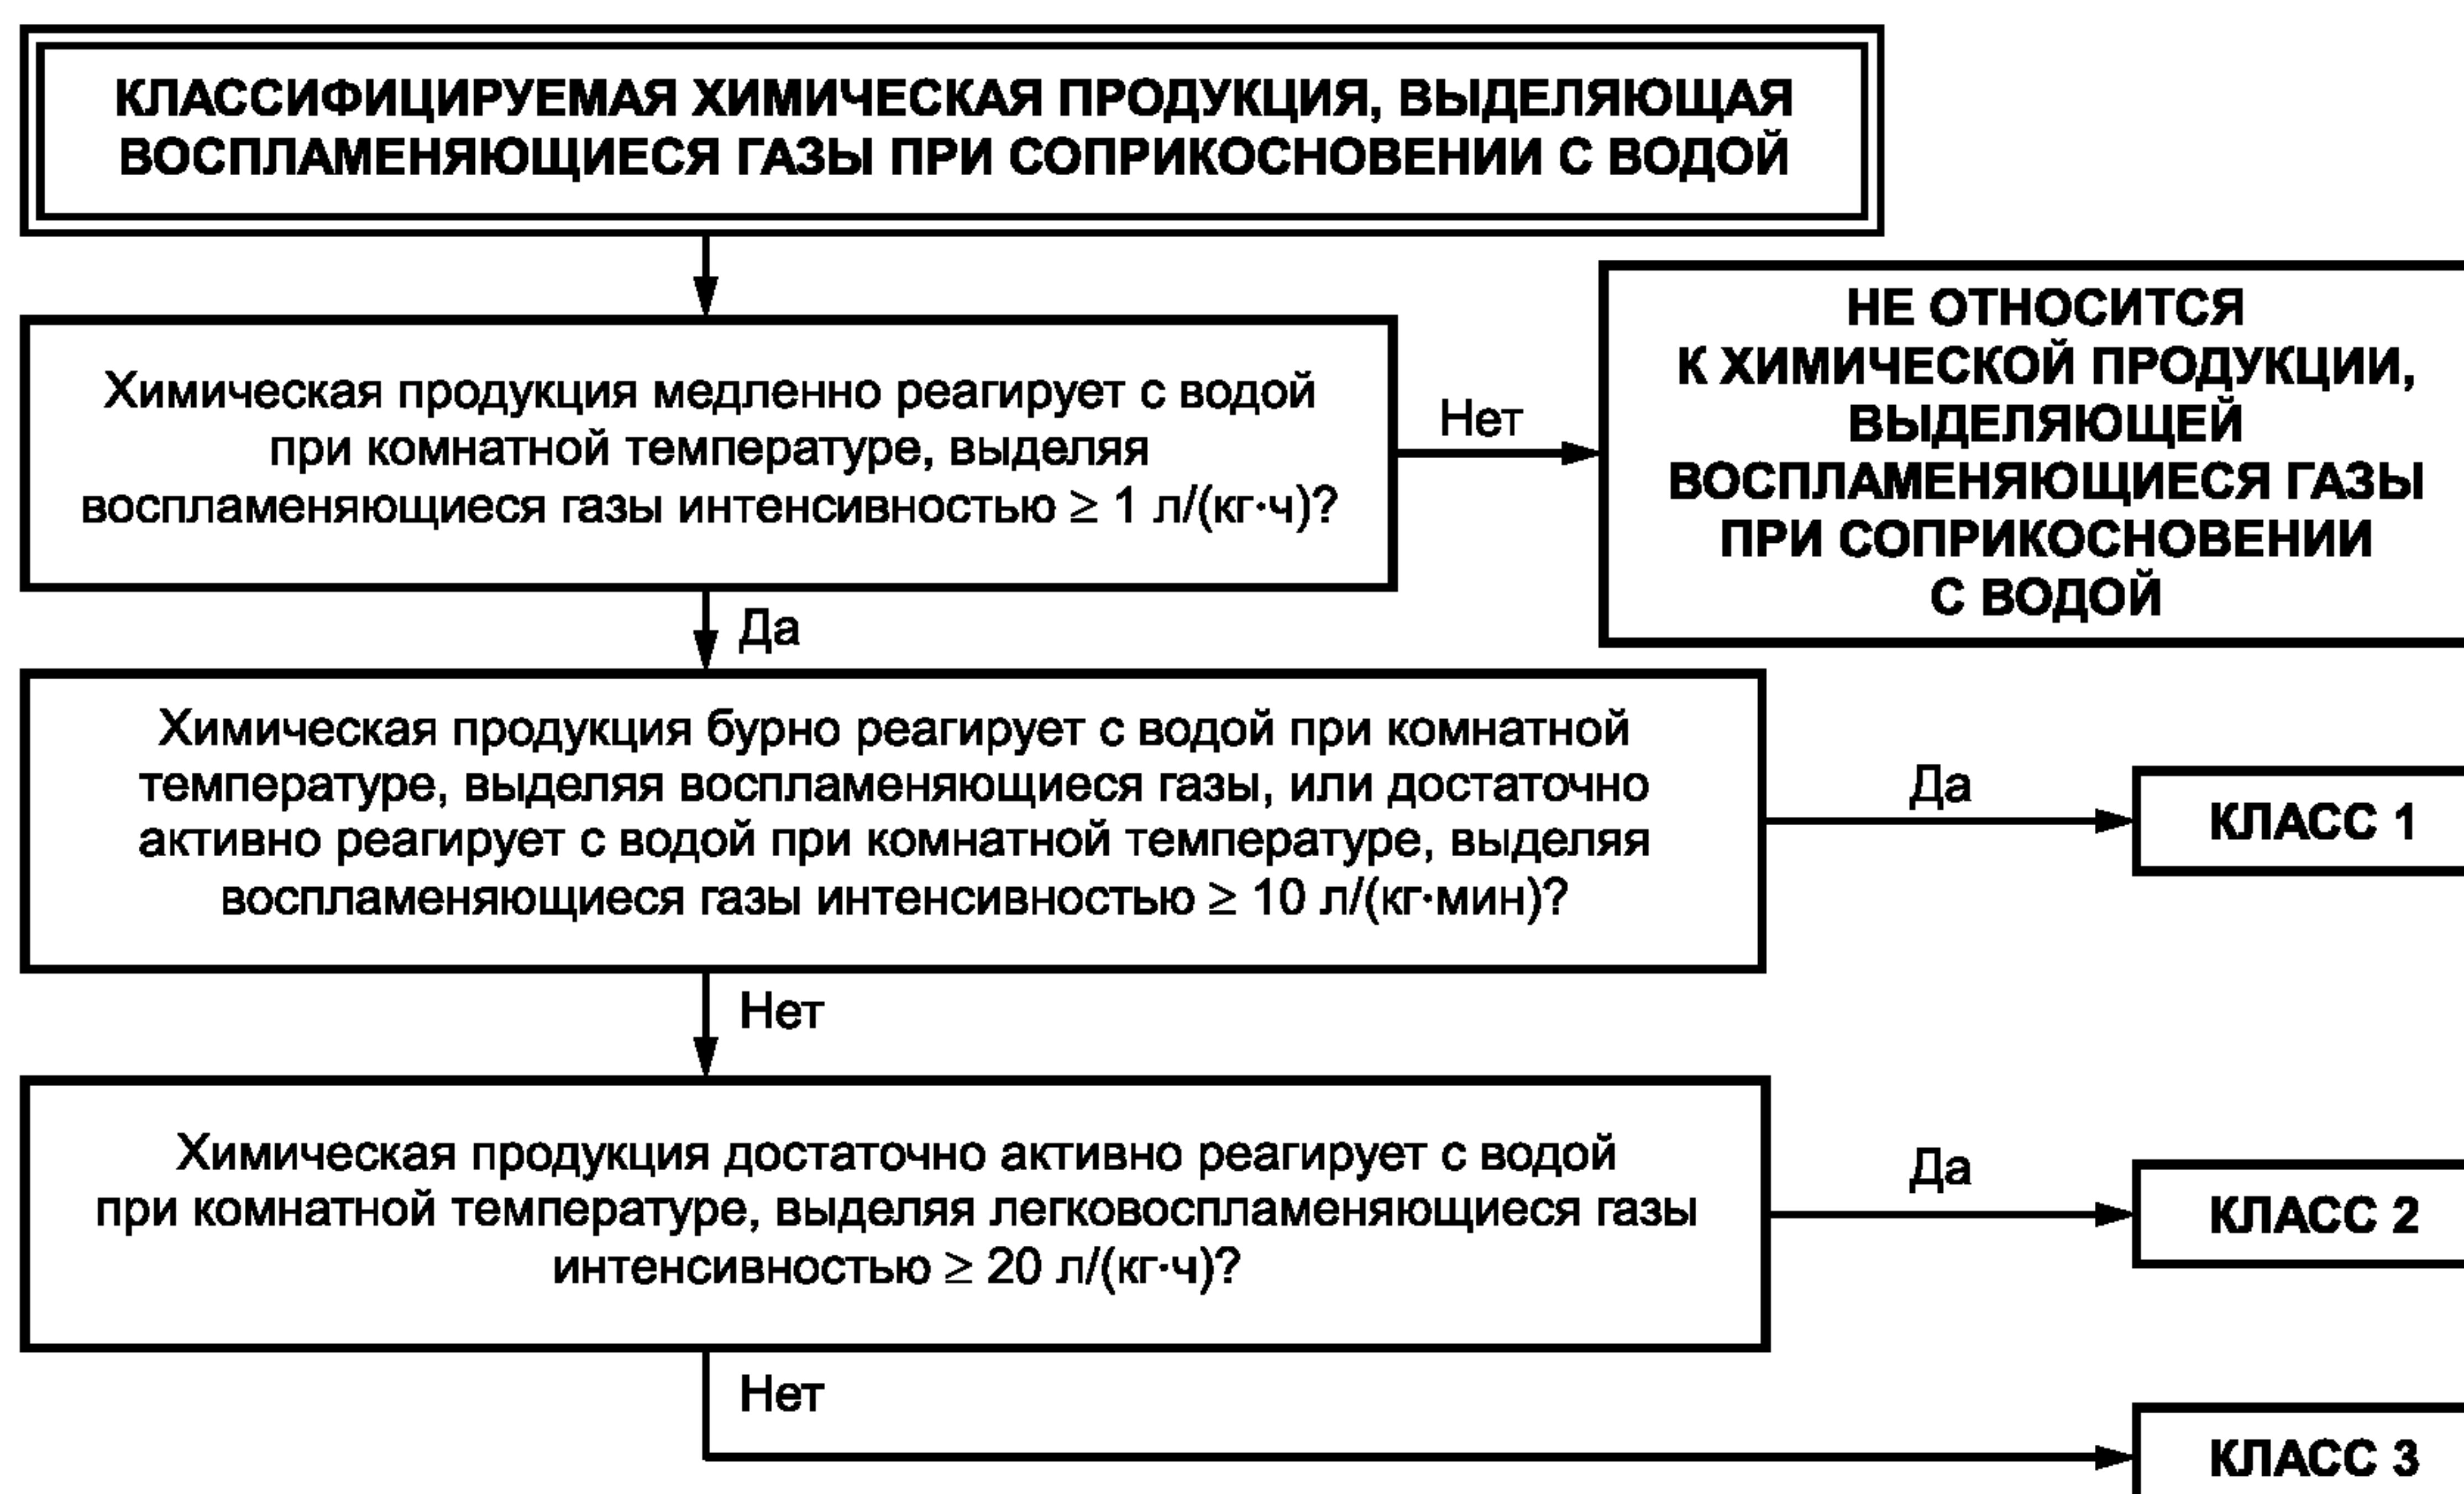 КЛАССИФИЦИРУЕМАЯ ХИМИЧЕСКАЯ ПРОДУКЦИЯ, ВЫДЕЛЯЮЩАЯ
ВОСПЛАМЕНЯЮЩИЕСЯ ГАЗЫ ПРИ СОПРИКОСНОВЕНИИ С ВОДОЙ
Химическая продукция медленно реагирует с водой
при комнатной температуре, выделяя
воспламеняющиеся газы интенсивностью ≥ 1 л/(кг·ч)?
Нет
НЕ ОТНОСИТСЯ
К ХИМИЧЕСКОЙ ПРОДУКЦИИ,
ВЫДЕЛЯЮЩЕЙ
ВОСПЛАМЕНЯЮЩИЕСЯ ГАЗЫ
ПРИ СОПРИКОСНОВЕНИИ
С ВОДОЙ
Да
Химическая продукция бурно реагирует с водой при комнатной
температуре, выделяя воспламеняющиеся газы, или достаточно
активно реагирует с водой при комнатной температуре, выделяя
воспламеняющиеся газы интенсивностью ≥ 10 л/(кг·мин)?
Да
КЛАСС 1
Нет
Химическая продукция достаточно активно реагирует с водой
при комнатной температуре, выделяя легковоспламеняющиеся газы
интенсивностью ≥ 20 л/(кг·ч)?
Да
КЛАСС 2
Нет
КЛАСС 3